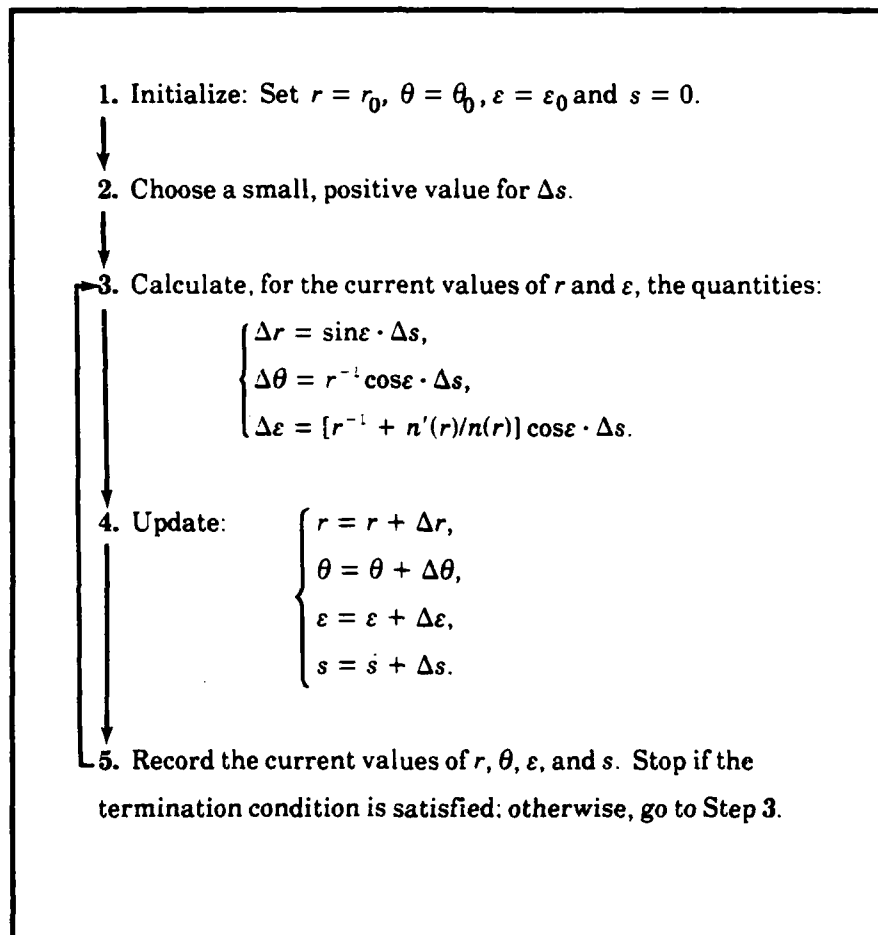 1. Initialize: Set r = r₀, θ = θ₀, ε = ε₀ and s = 0.
2. Choose a small, positive value for Δs.
3. Calculate, for the current values of r and ε, the quantities:
Δr = sinε · Δs,
Δθ = r⁻¹ cosε · Δs,
Δε = [r⁻¹ + n′(r)/n(r)] cosε · Δs.
4. Update: r = r + Δr,
θ = θ + Δθ,
ε = ε + Δε,
s = s + Δs.
5. Record the current values of r, θ, ε, and s. Stop if the
termination condition is satisfied; otherwise, go to Step 3.